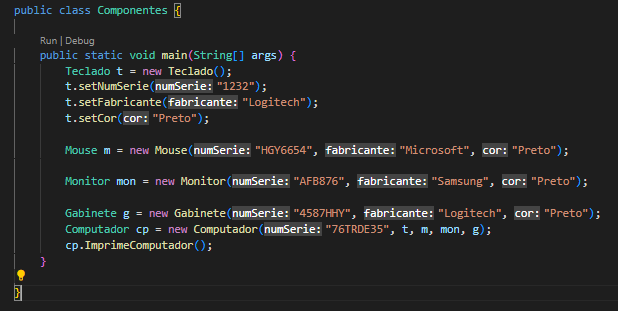 public class Componentes {
Run | Debug
public static void main(String[] args) {
Teclado t = new Teclado();
t.setNumSerie(numSerie: "1232");
t.setFabricante(fabricante: "Logitech");
t.setCor(cor: "Preto");
Mouse m = new Mouse(numSerie: "HGY6654", fabricante: "Microsoft", cor: "Preto");
Monitor mon = new Monitor(numSerie: "AFB876", fabricante: "Samsung", cor: "Preto");
Gabinete g = new Gabinete(numSerie: "4587HHY", fabricante: "Logitech", cor: "Preto");
Computador cp = new Computador(numSerie: "76TRDE35", t, m, mon, g);
cp.ImprimeComputador();
}
}